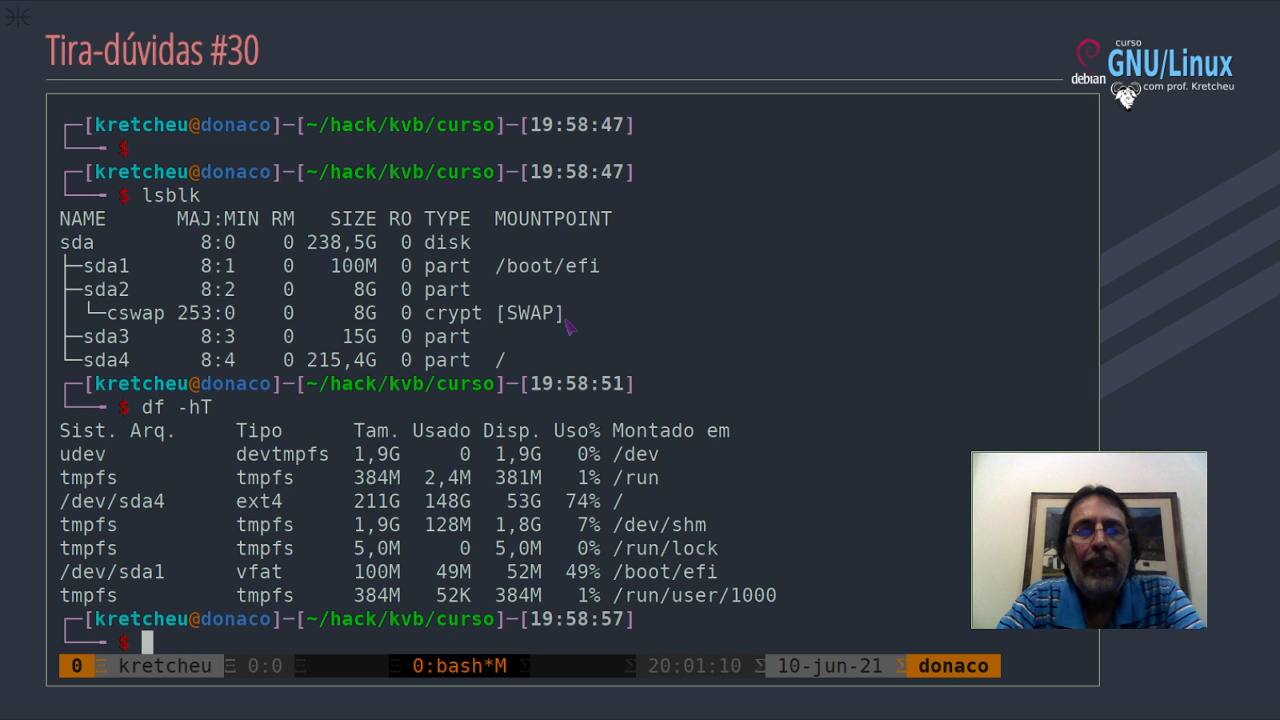 Tira-dúvidas #30
curso
GNU/Linux
debian
com prof. Kretcheu
┌─[kretcheu@donaco]─[~/hack/kvb/curso]─[19:58:47]
└──╼ $
┌─[kretcheu@donaco]─[~/hack/kvb/curso]─[19:58:47]
└──╼ $ lsblk
NAME MAJ:MIN RM SIZE RO TYPE MOUNTPOINT
sda 8:0 0 238,5G 0 disk
├─sda1 8:1 0 100M 0 part /boot/efi
├─sda2 8:2 0 8G 0 part
│ └─cswap 253:0 0 8G 0 crypt [SWAP]
├─sda3 8:3 0 15G 0 part
└─sda4 8:4 0 215,4G 0 part /
┌─[kretcheu@donaco]─[~/hack/kvb/curso]─[19:58:51]
└──╼ $ df -hT
Sist. Arq. Tipo Tam. Usado Disp. Uso% Montado em
udev devtmpfs 1,9G 0 1,9G 0% /dev
tmpfs tmpfs 384M 2,4M 381M 1% /run
/dev/sda4 ext4 211G 148G 53G 74% /
tmpfs tmpfs 1,9G 128M 1,8G 7% /dev/shm
tmpfs tmpfs 5,0M 0 5,0M 0% /run/lock
/dev/sda1 vfat 100M 49M 52M 49% /boot/efi
tmpfs tmpfs 384M 52K 384M 1% /run/user/1000
┌─[kretcheu@donaco]─[~/hack/kvb/curso]─[19:58:57]
└──╼ $
0 Ξ kretcheu Ξ 0:0 Ξ Ξ 0:bash*M Σ Σ 20:01:10 Σ 10-jun-21 Σ donaco